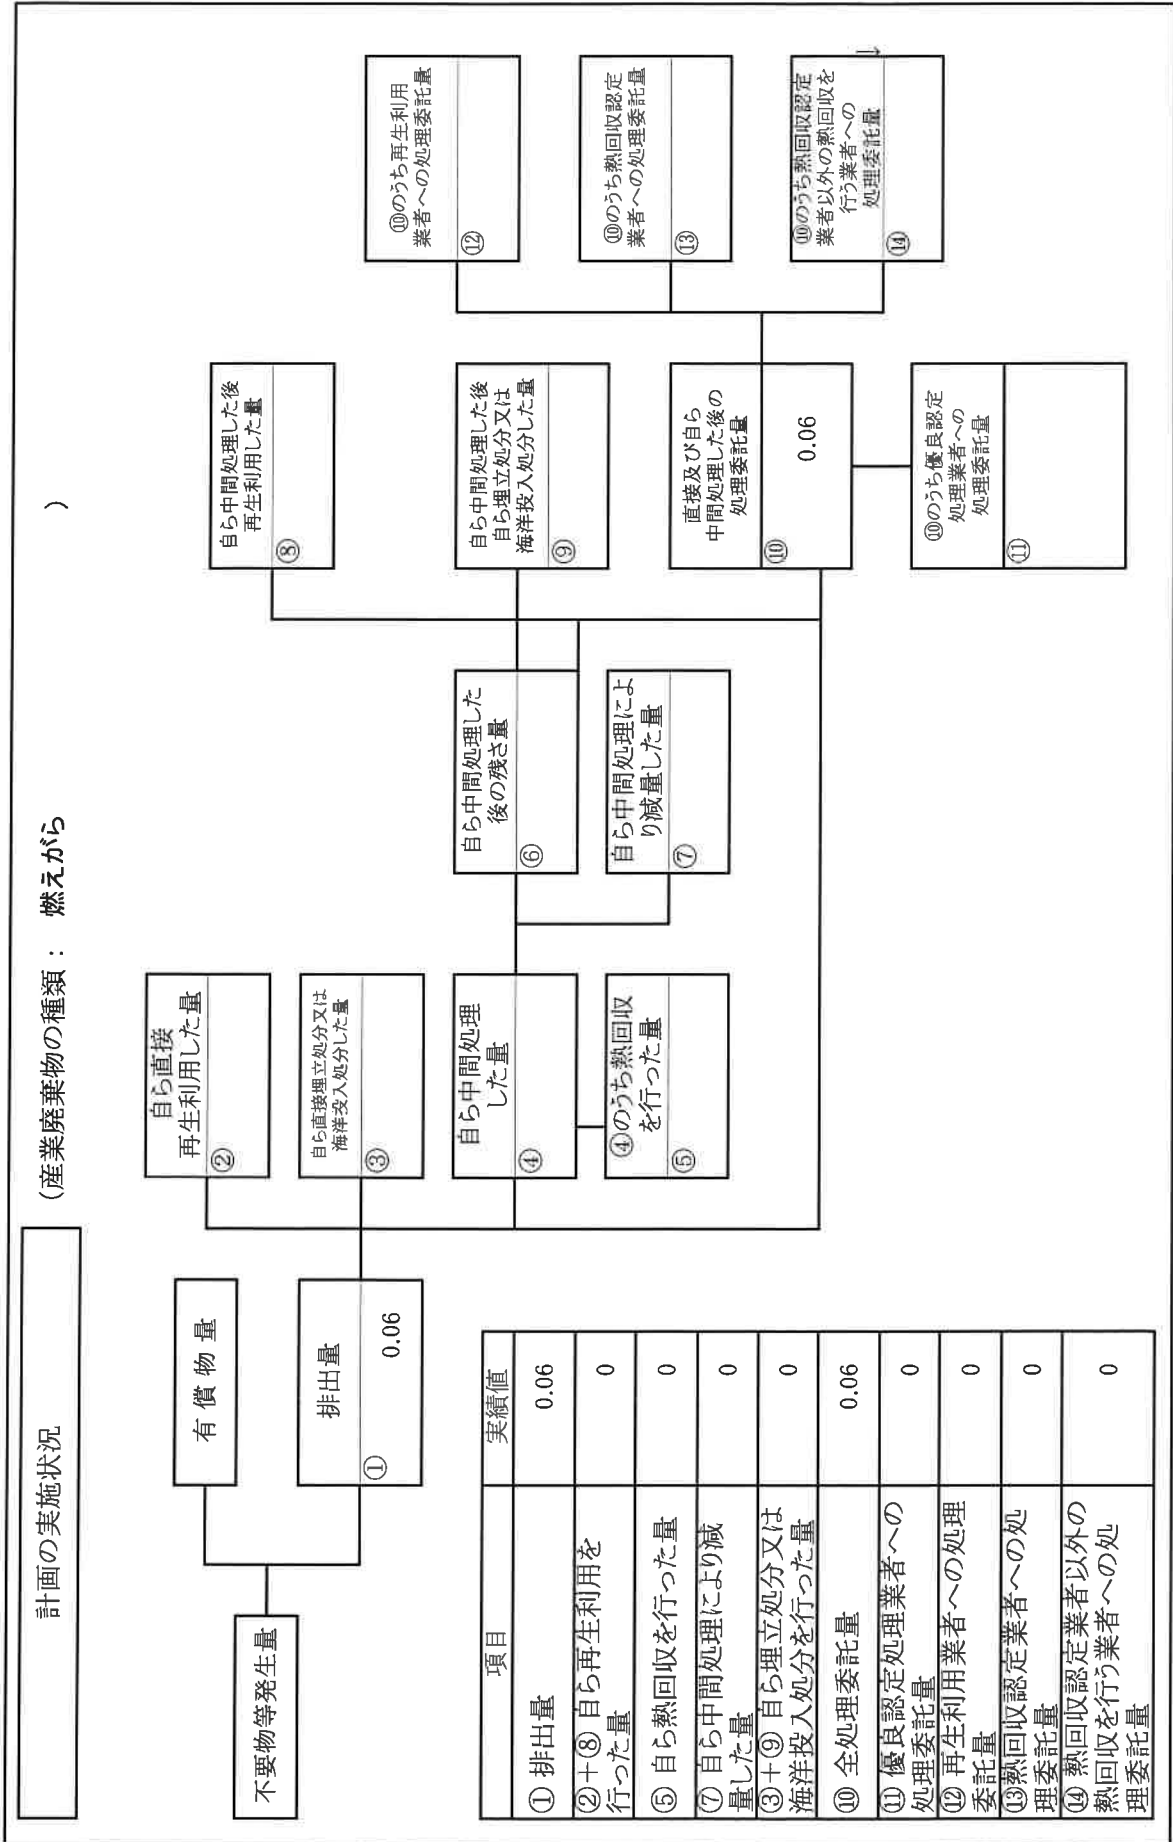 計画の実施状況
(産業廃棄物の種類： 燃えがら )
不要物等発生量
有償物量
排出量
①
0.06
自ら直接
再生利用した量
②
自ら直接埋立処分又は
海洋投入処分した量
③
自ら中間処理
した量
④
④のうち熱回収
を行った量
⑤
自ら中間処理した
後の残さ量
⑥
自ら中間処理によ
り減量した量
⑦
自ら中間処理した後
再生利用した量
⑧
自ら中間処理した後
自ら埋立処分又は
海洋投入処分した量
⑨
直接及び自ら
中間処理した後の
処理委託量
⑩
0.06
⑩のうち優良認定
処理業者への
処理委託量
⑪
⑩のうち再生利用
業者への処理委託量
⑫
⑩のうち熱回収認定
業者への処理委託量
⑬
⑩のうち熱回収認定
業者以外の熱回収を
行う業者への
処理委託量
⑭
項目 実績値
① 排出量 0.06
②＋⑧ 自ら再生利用を
行った量 0
⑤ 自ら熱回収を行った量 0
⑦ 自ら中間処理により減
量した量 0
③＋⑨ 自ら埋立処分又は
海洋投入処分を行った量 0
⑩ 全処理委託量 0.06
⑪ 優良認定処理業者への
処理委託量 0
⑫ 再生利用業者への処理
委託量 0
⑬熱回収認定業者への処
理委託量 0
⑭ 熱回収認定業者以外の
熱回収を行う業者への処
理委託量 0